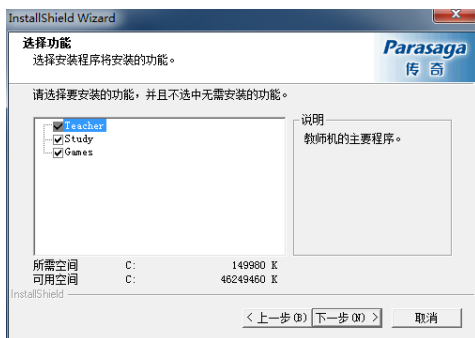 InstallShield Wizard
选择功能
选择安装程序将安装的功能。
Parasaga
传奇
请选择要安装的功能，并且不选中无需安装的功能。
Teacher
Study
Games
说明
教师机的主要程序。
所需空间 C: 149980 K
可用空间 C: 46249460 K
InstallShield
< 上一步(B) 下一步(N) > 取消